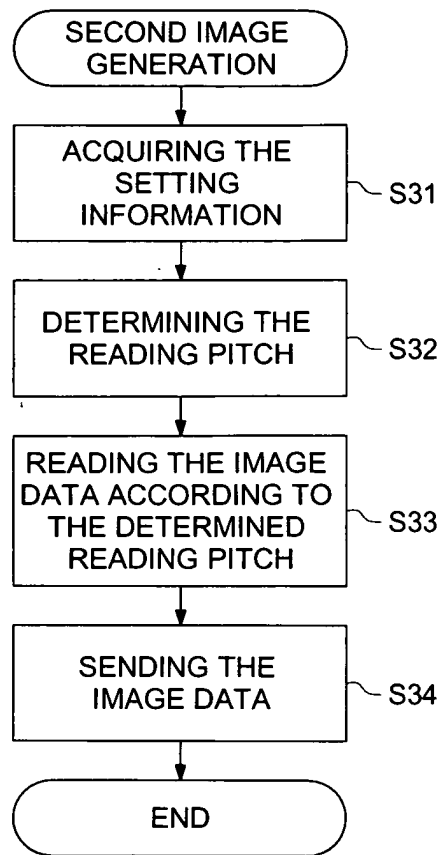 SECOND IMAGE
GENERATION
ACQUIRING THE
SETTING
INFORMATION
S31
DETERMINING THE
READING PITCH
S32
READING THE IMAGE
DATA ACCORDING TO
THE DETERMINED
READING PITCH
S33
SENDING THE
IMAGE DATA
S34
END